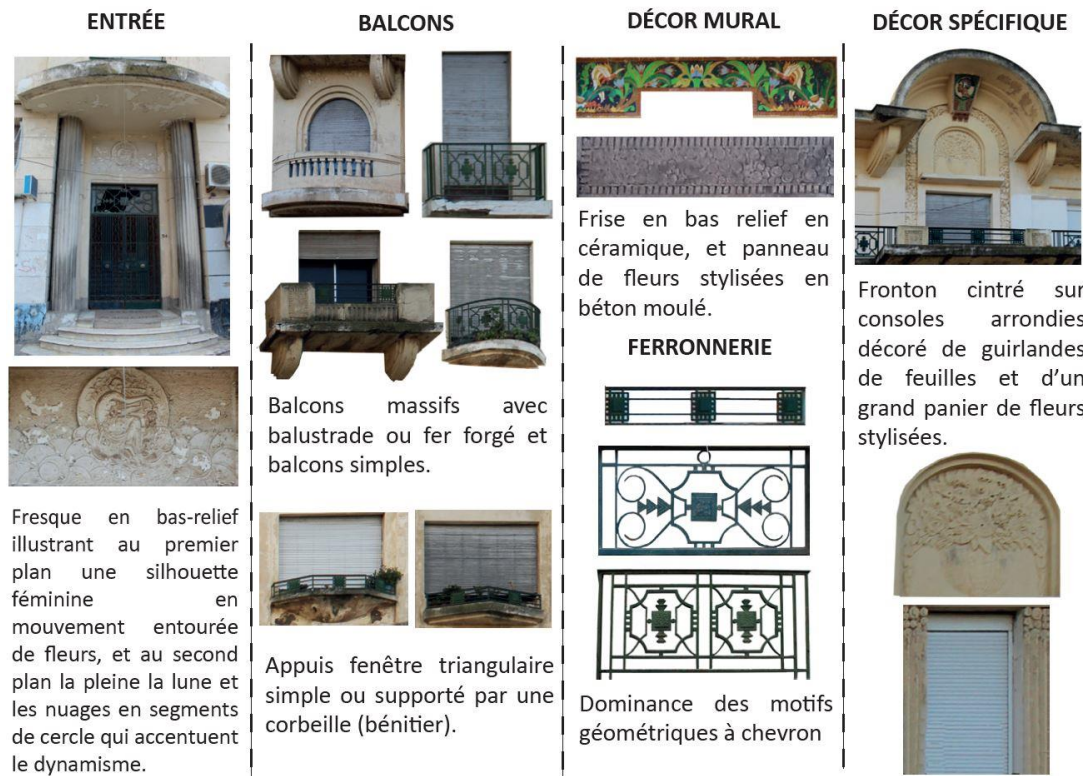 ENTRÉE
Fresque en bas-relief
illustrant au premier
plan une silhouette
féminine en
mouvement entourée
de fleurs, et au second
plan la pleine la lune et
les nuages en segments
de cercle qui accentuent
le dynamisme.
BALCONS
Balcons massifs avec
balustrade ou fer forgé et
balcons simples.
Appuis fenêtre triangulaire
simple ou supporté par une
corbeille (bénitier).
DÉCOR MURAL
Frise en bas relief en
céramique, et panneau
de fleurs stylisées en
béton moulé.
FERRONNERIE
Dominance des motifs
géométriques à chevron
DÉCOR SPÉCIFIQUE
Fronton cintré sur
consoles arrondies
décoré de guirlandes
de feuilles et d'un
grand panier de fleurs
stylisées.